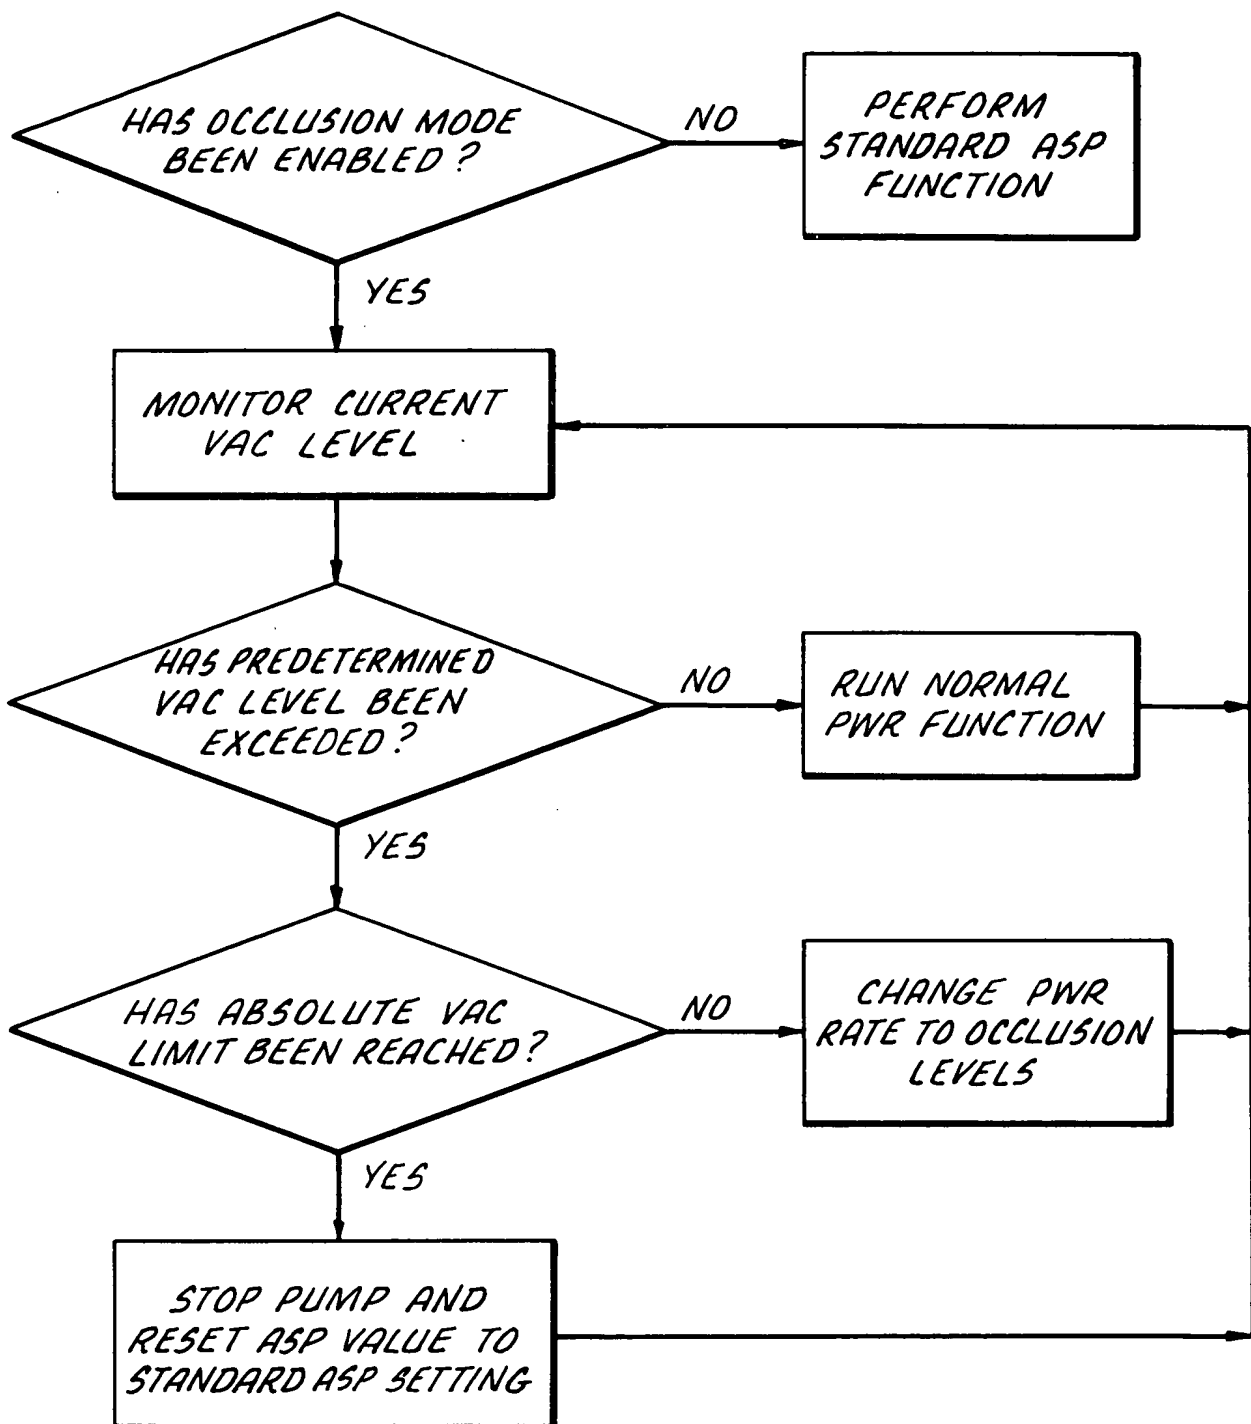 HAS OCCLUSION MODE
BEEN ENABLED?
NO
PERFORM
STANDARD ASP
FUNCTION
YES
MONITOR CURRENT
VAC LEVEL
HAS PREDETERMINED
VAC LEVEL BEEN
EXCEEDED?
NO
RUN NORMAL
PWR FUNCTION
YES
HAS ABSOLUTE VAC
LIMIT BEEN REACHED?
NO
CHANGE PWR
RATE TO OCCLUSION
LEVELS
YES
STOP PUMP AND
RESET ASP VALUE TO
STANDARD ASP SETTING